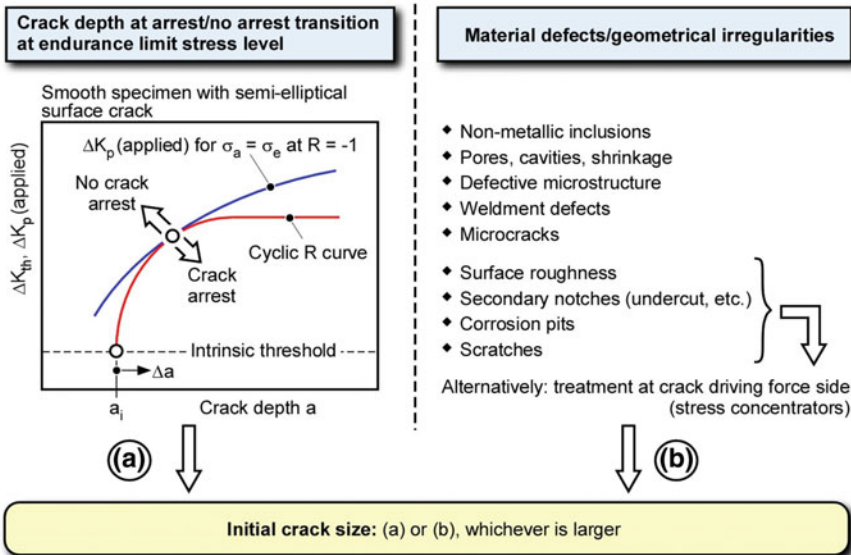 Crack depth at arrest/no arrest transition
at endurance limit stress level
Smooth specimen with semi-elliptical
surface crack
ΔKp (applied) for σa = σe at R = -1
No crack
arrest
Cyclic R curve
Crack
arrest
ΔKth, ΔKp (applied)
Intrinsic threshold
Δa
ai
Crack depth a
(a)
Material defects/geometrical irregularities
◆ Non-metallic inclusions
◆ Pores, cavities, shrinkage
◆ Defective microstructure
◆ Weldment defects
◆ Microcracks
◆ Surface roughness
◆ Secondary notches (undercut, etc.)
◆ Corrosion pits
◆ Scratches
Alternatively: treatment at crack driving force side
(stress concentrators)
(b)
Initial crack size: (a) or (b), whichever is larger